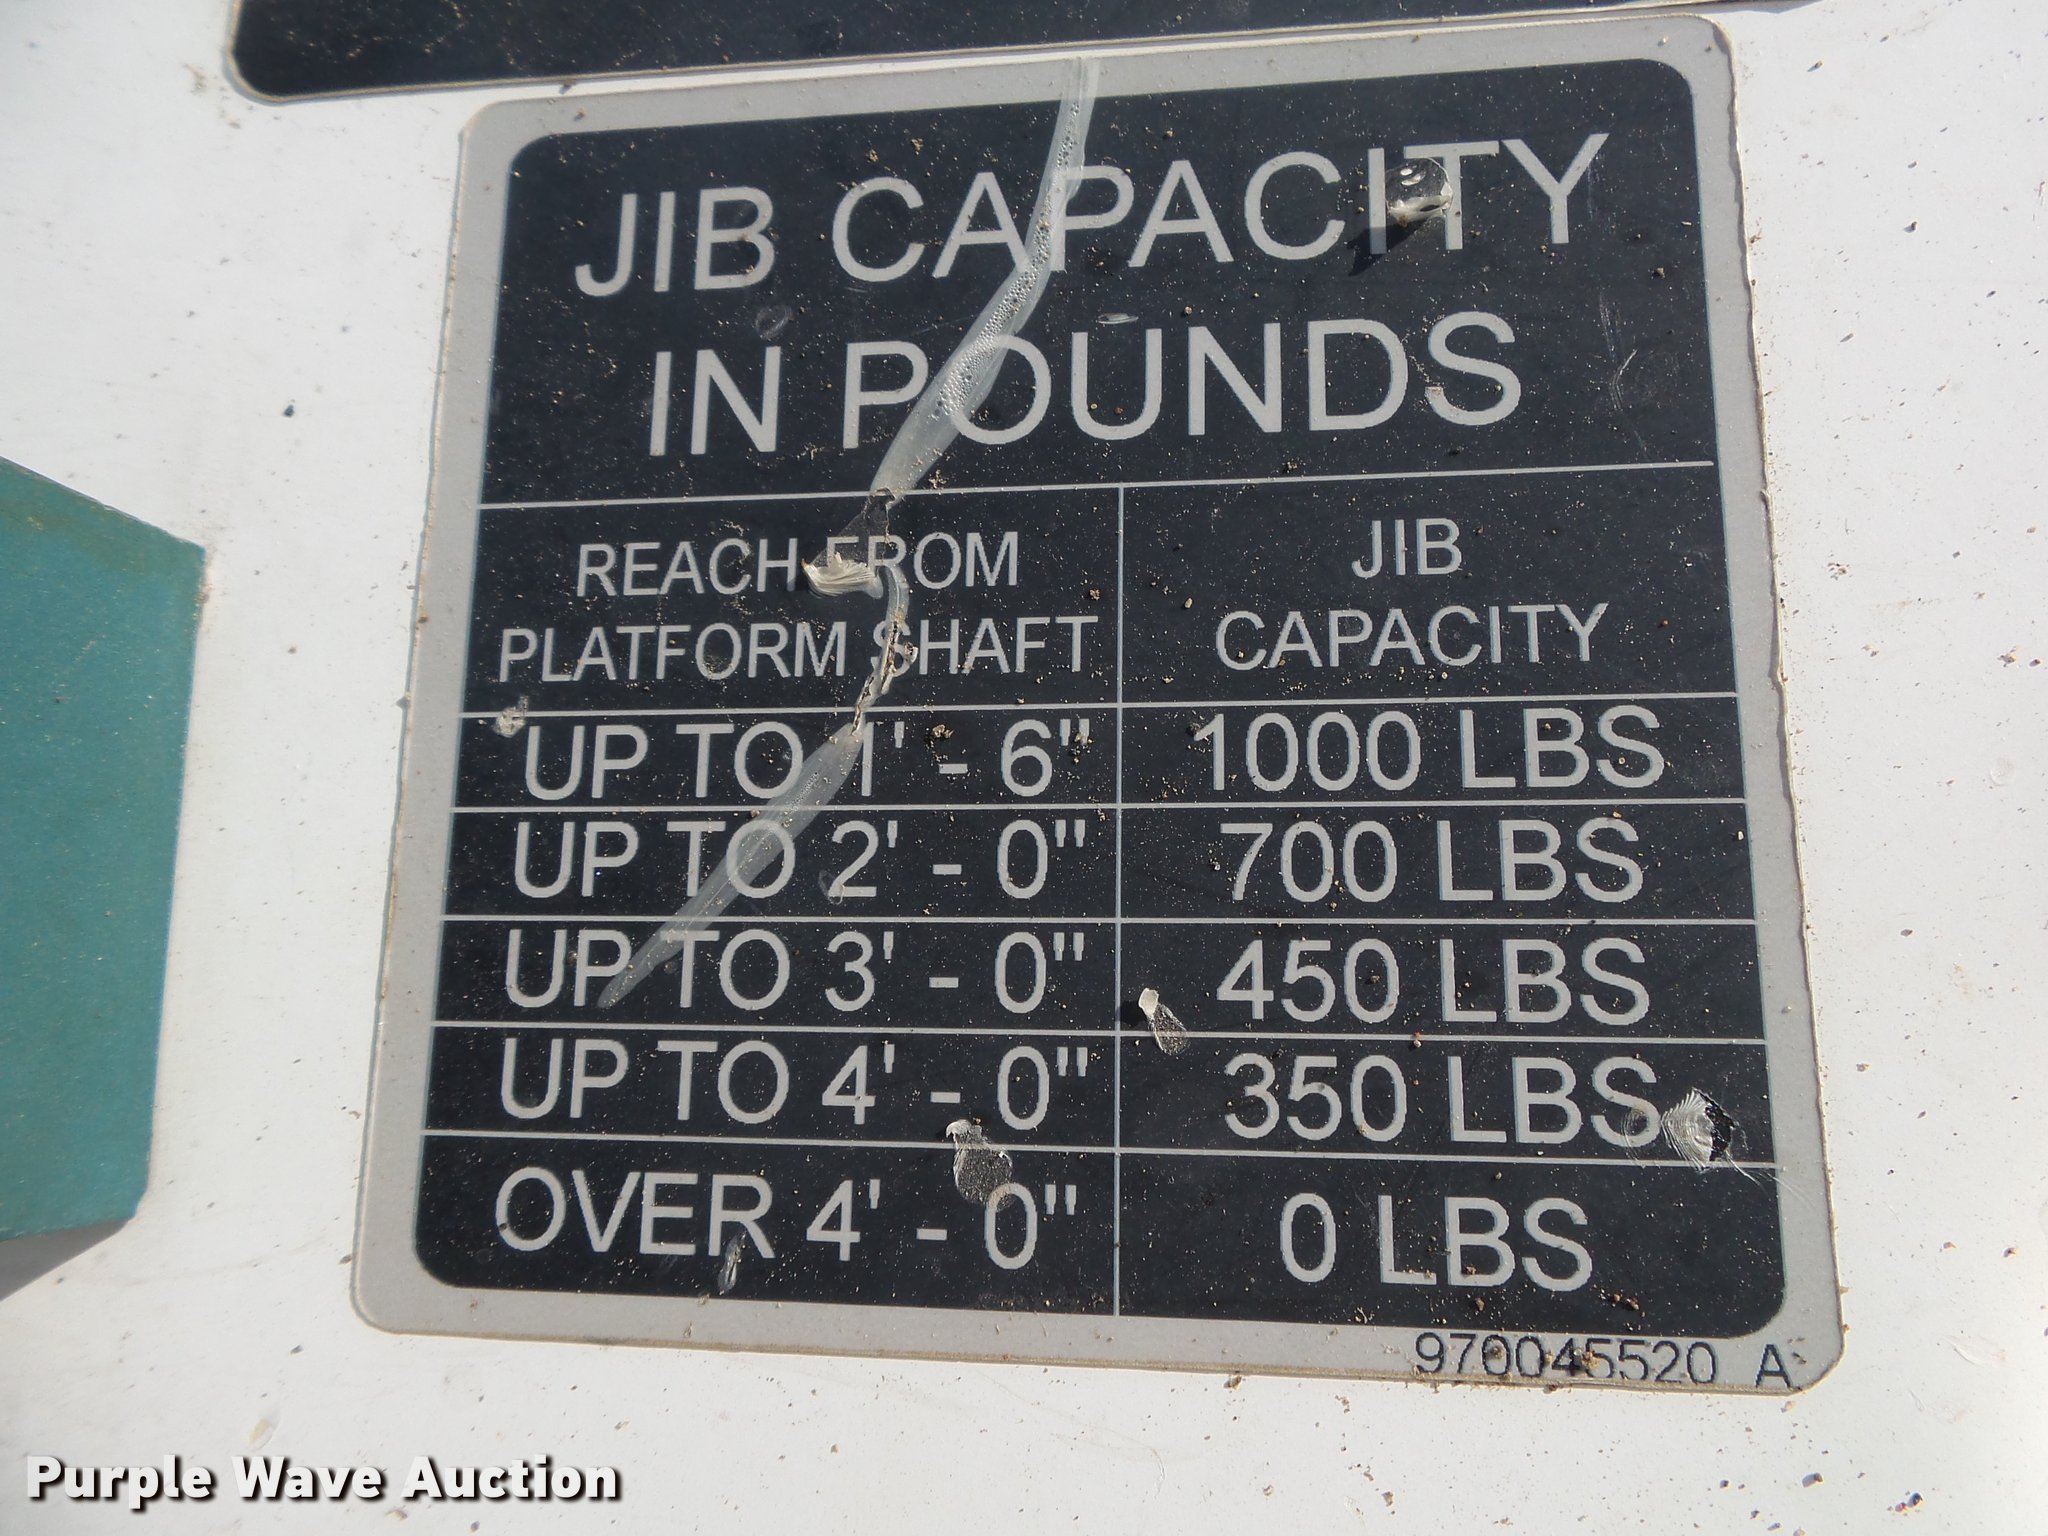 JIB CAPACITY
IN POUNDS
REACH FROM
PLATFORM SHAFT
JIB
CAPACITY
UP TO 1' - 6" 1000 LBS
UP TO 2' - 0" 700 LBS
UP TO 3' - 0" 450 LBS
UP TO 4' - 0" 350 LBS
OVER 4' - 0" 0 LBS
970045520 A
Purple Wave Auction